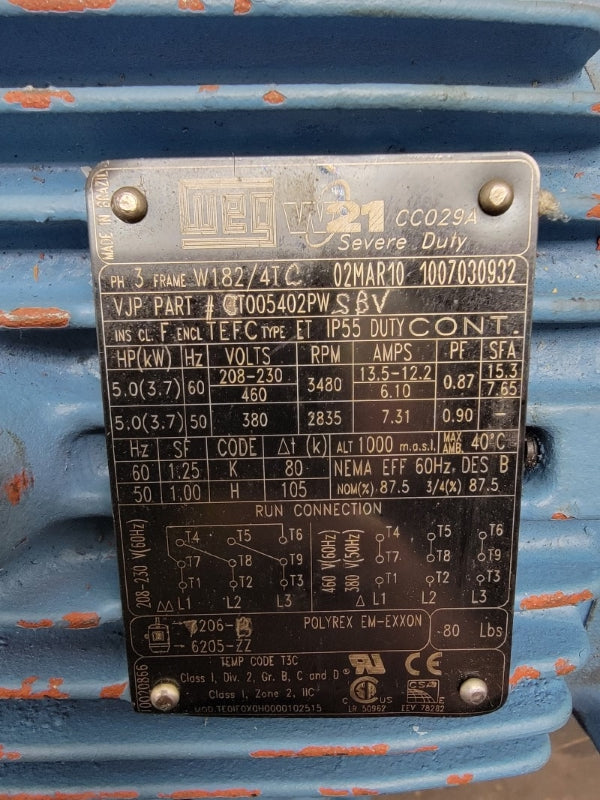 MADE IN BRAZIL
WEG W21 CC029A
Severe Duty
PH 3 FRAME W182/4TC 02MAR10 1007030932
VJP PART # CT005402PW SBV
INS CL. F ENCL TEFC TYPE ET IP55 DUTY CONT.
HP(kW) Hz VOLTS RPM AMPS PF SFA
5.0(3.7) 60 208-230 3480 13.5-12.2 0.87 15.3
460 6.10 7.65
5.0(3.7) 50 380 2835 7.31 0.90 —
Hz SF CODE Δt (k) ALT 1000 m.a.s.l. MAX AMB. 40°C
60 1.25 K 80 NEMA EFF 60Hz, DES B
50 1.00 H 105 NOM(%) 87.5 3/4(%) 87.5
RUN CONNECTION
208-230 V(60Hz) 460 V(60Hz) 380 V(50Hz)
T4 T5 T6 T4 T5 T6
T7 T8 T9 T7 T8 T9
T1 T2 T3 T1 T2 T3
ΔΔ L1 L2 L3 Δ L1 L2 L3
POLYREX EM-EXXON 80 Lbs
6205-ZZ
TEMP CODE T3C
Class I, Div. 2, Gr. B, C and D
Class I, Zone 2, IIC
C US
LR 50962
CSA
EEV 78282
CE